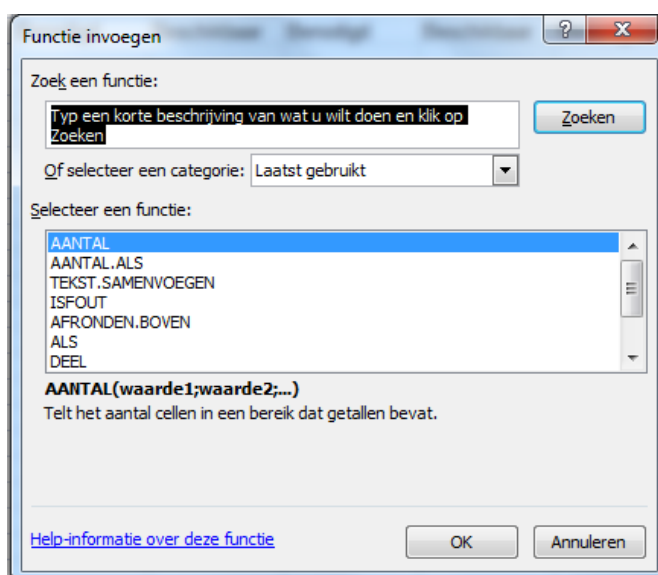 Functie invoegen
Zoek een functie:
Typ een korte beschrijving van wat u wilt doen en klik op
Zoeken
Zoeken
Of selecteer een categorie: Laatst gebruikt
Selecteer een functie:
AANTAL
AANTAL.ALS
TEKST.SAMENVOEGEN
ISFOUT
AFRONDEN.BOVEN
ALS
DEEL
AANTAL(waarde1;waarde2;...)
Telt het aantal cellen in een bereik dat getallen bevat.
Help-informatie over deze functie
OK
Annuleren